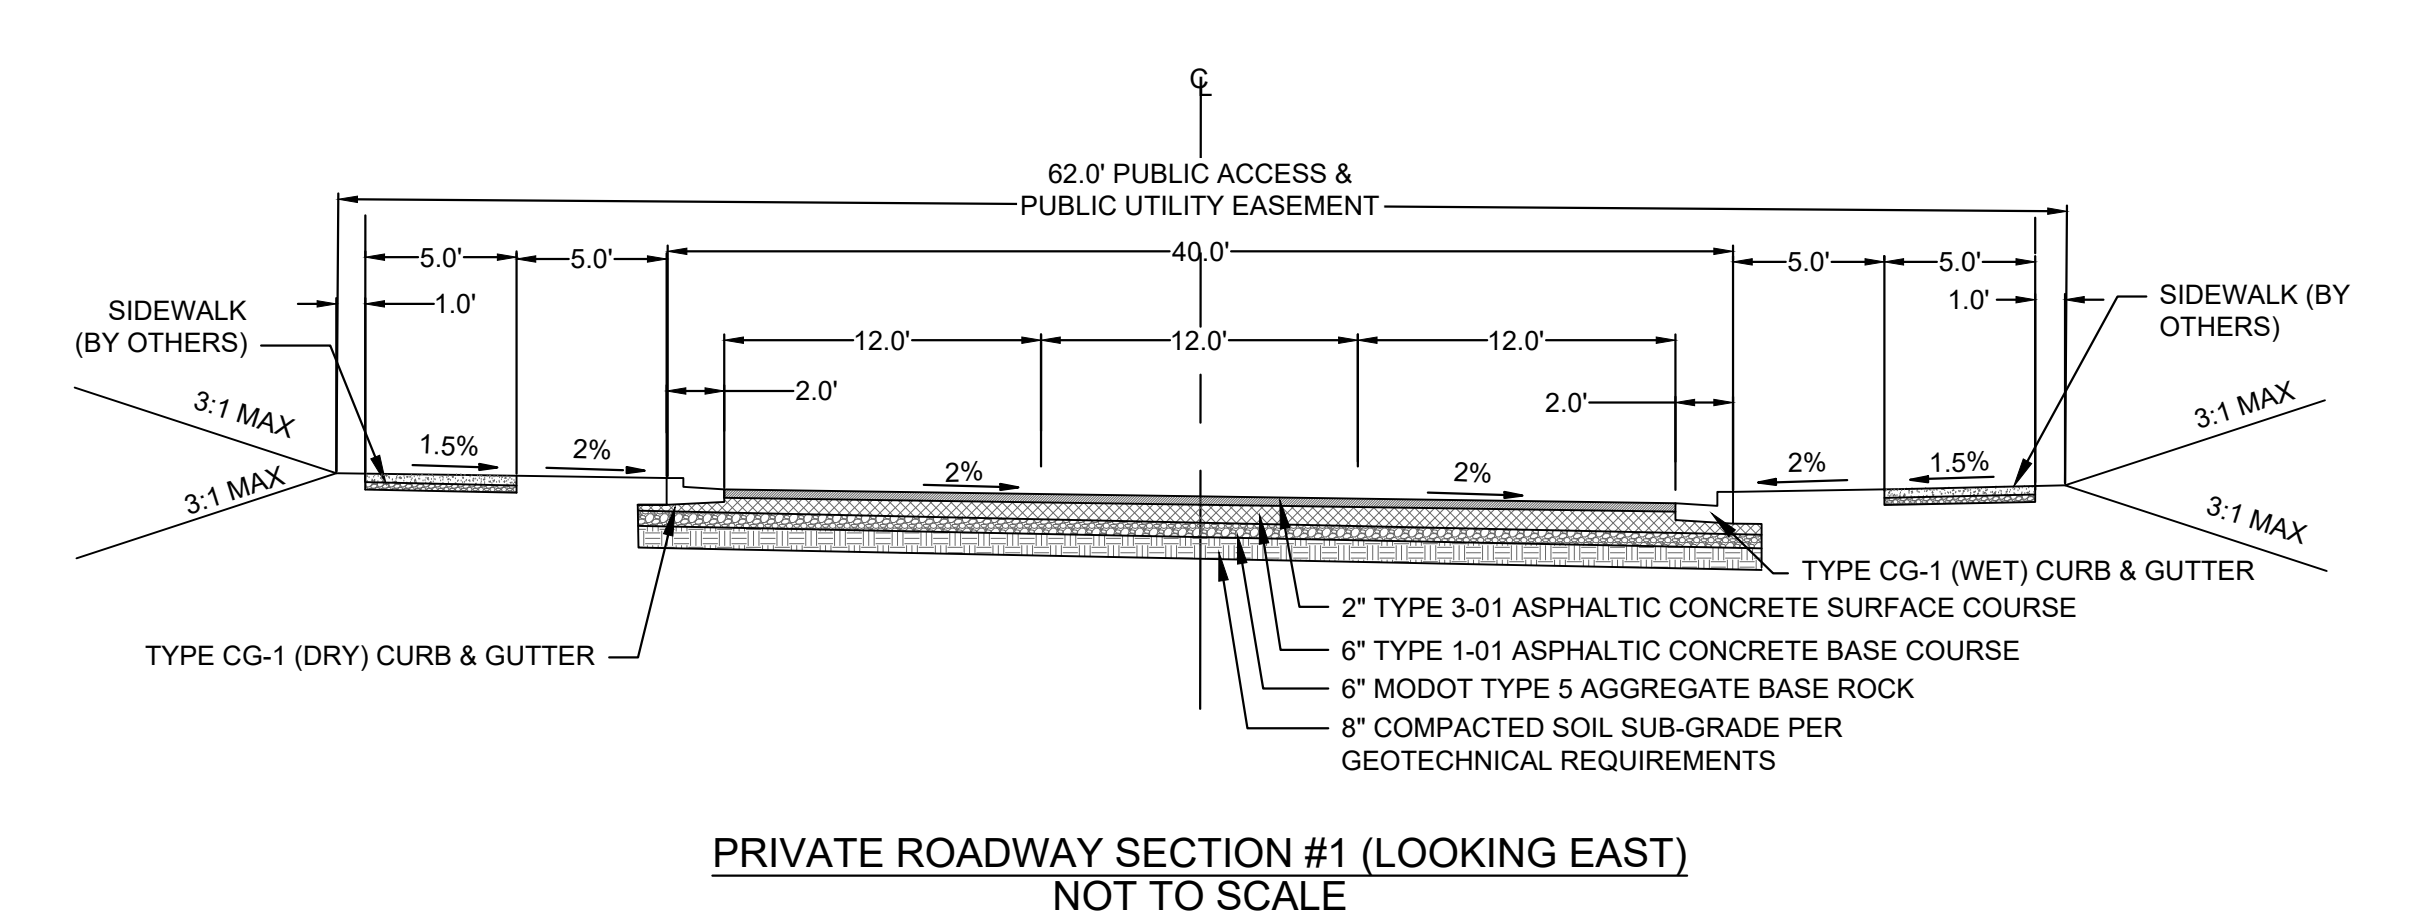 CL
62.0' PUBLIC ACCESS &
PUBLIC UTILITY EASEMENT
5.0'
5.0'
40.0'
5.0'
5.0'
1.0'
1.0'
SIDEWALK
(BY OTHERS)
SIDEWALK (BY
OTHERS)
12.0'
12.0'
12.0'
2.0'
2.0'
3:1 MAX
3:1 MAX
1.5%
2%
2%
2%
2%
1.5%
3:1 MAX
3:1 MAX
TYPE CG-1 (WET) CURB & GUTTER
2" TYPE 3-01 ASPHALTIC CONCRETE SURFACE COURSE
6" TYPE 1-01 ASPHALTIC CONCRETE BASE COURSE
TYPE CG-1 (DRY) CURB & GUTTER
6" MODOT TYPE 5 AGGREGATE BASE ROCK
8" COMPACTED SOIL SUB-GRADE PER
GEOTECHNICAL REQUIREMENTS
PRIVATE ROADWAY SECTION #1 (LOOKING EAST)
NOT TO SCALE